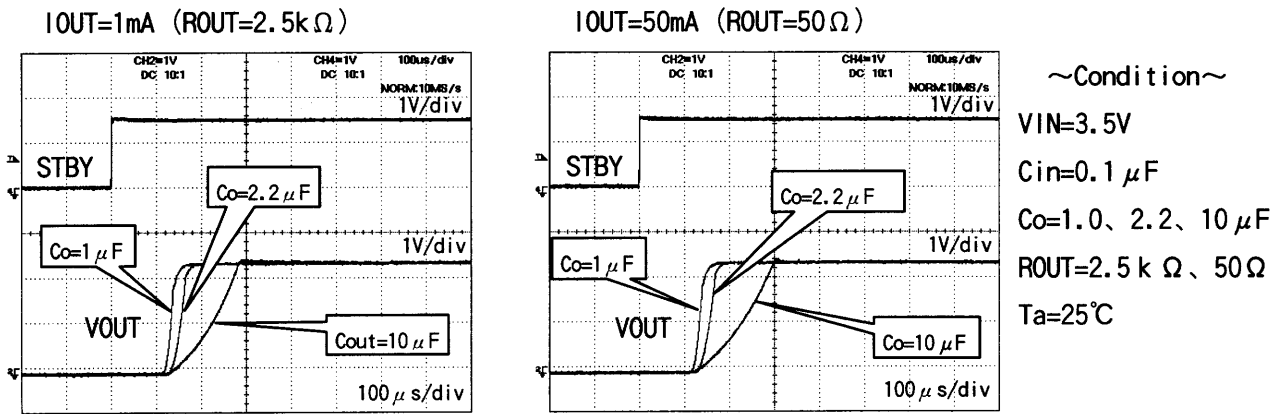 IOUT=1mA (ROUT=2.5kΩ)
CH2=1V
DC 10:1
CH4=1V
DC 10:1
100us/div
NORM:10MS/s
1V/div
STBY
Co=2.2μF
Co=1μF
1V/div
VOUT
Cout=10μF
100μs/div
IOUT=50mA (ROUT=50Ω)
CH2=1V
DC 10:1
CH4=1V
DC 10:1
100us/div
NORM:10MS/s
1V/div
STBY
Co=2.2μF
Co=1μF
1V/div
VOUT
Co=10μF
100μs/div
~Condition~
VIN=3.5V
Cin=0.1μF
Co=1.0、2.2、10μF
ROUT=2.5kΩ、50Ω
Ta=25℃